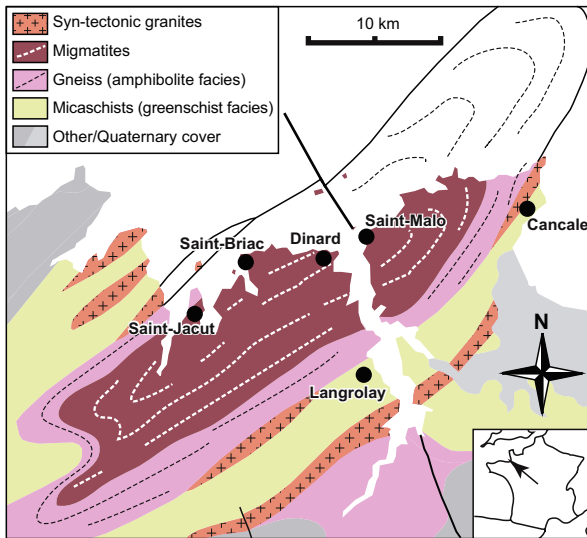 Syn-tectonic granites
Migmatites
Gneiss (amphibolite facies)
Micaschists (greenschist facies)
Other/Quaternary cover
10 km
Saint-Malo
Cancale
Saint-Briac
Dinard
Saint-Jacut
Langrolay
N